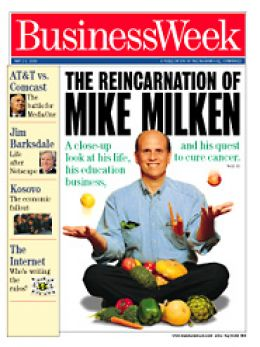 BusinessWeek
AT&T vs.
Comcast
The
battle for
MediaOne
Jim
Barksdale
Life
after
Netscape
Kosovo
The economic
fallout
The
Internet
Who's writing
the
rules?
THE REINCARNATION OF
MIKE MILKEN
A close-up
look at his life,
his education
business,
and his quest
to cure cancer.